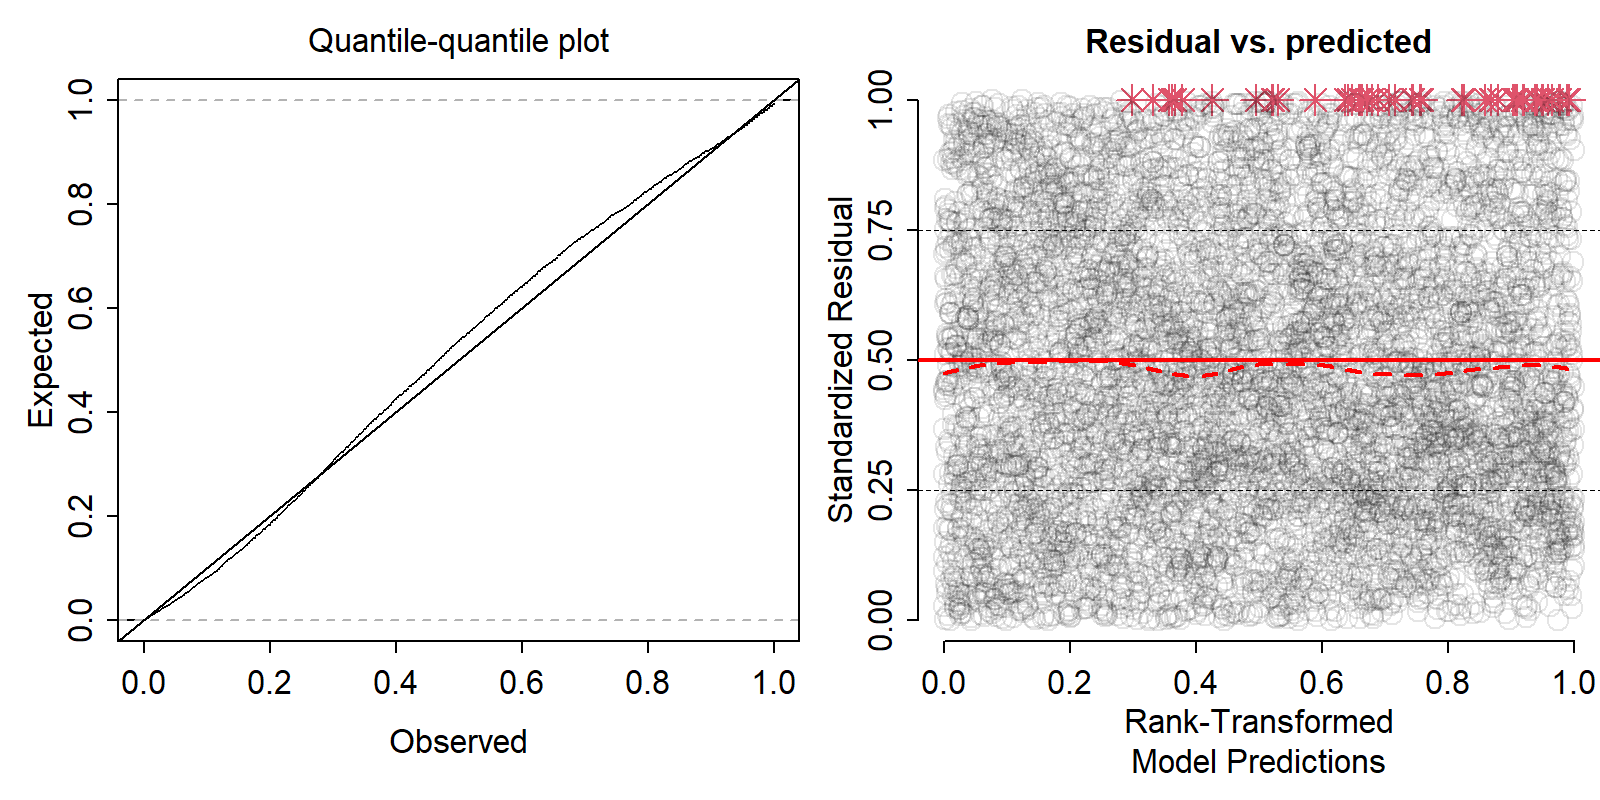 Quantile-quantile plot
Expected
0.0 0.2 0.4 0.6 0.8 1.0
0.0 0.2 0.4 0.6 0.8 1.0
Observed
Residual vs. predicted
Standardized Residual
0.00 0.25 0.50 0.75 1.00
0.0 0.2 0.4 0.6 0.8 1.0
Rank-Transformed
Model Predictions